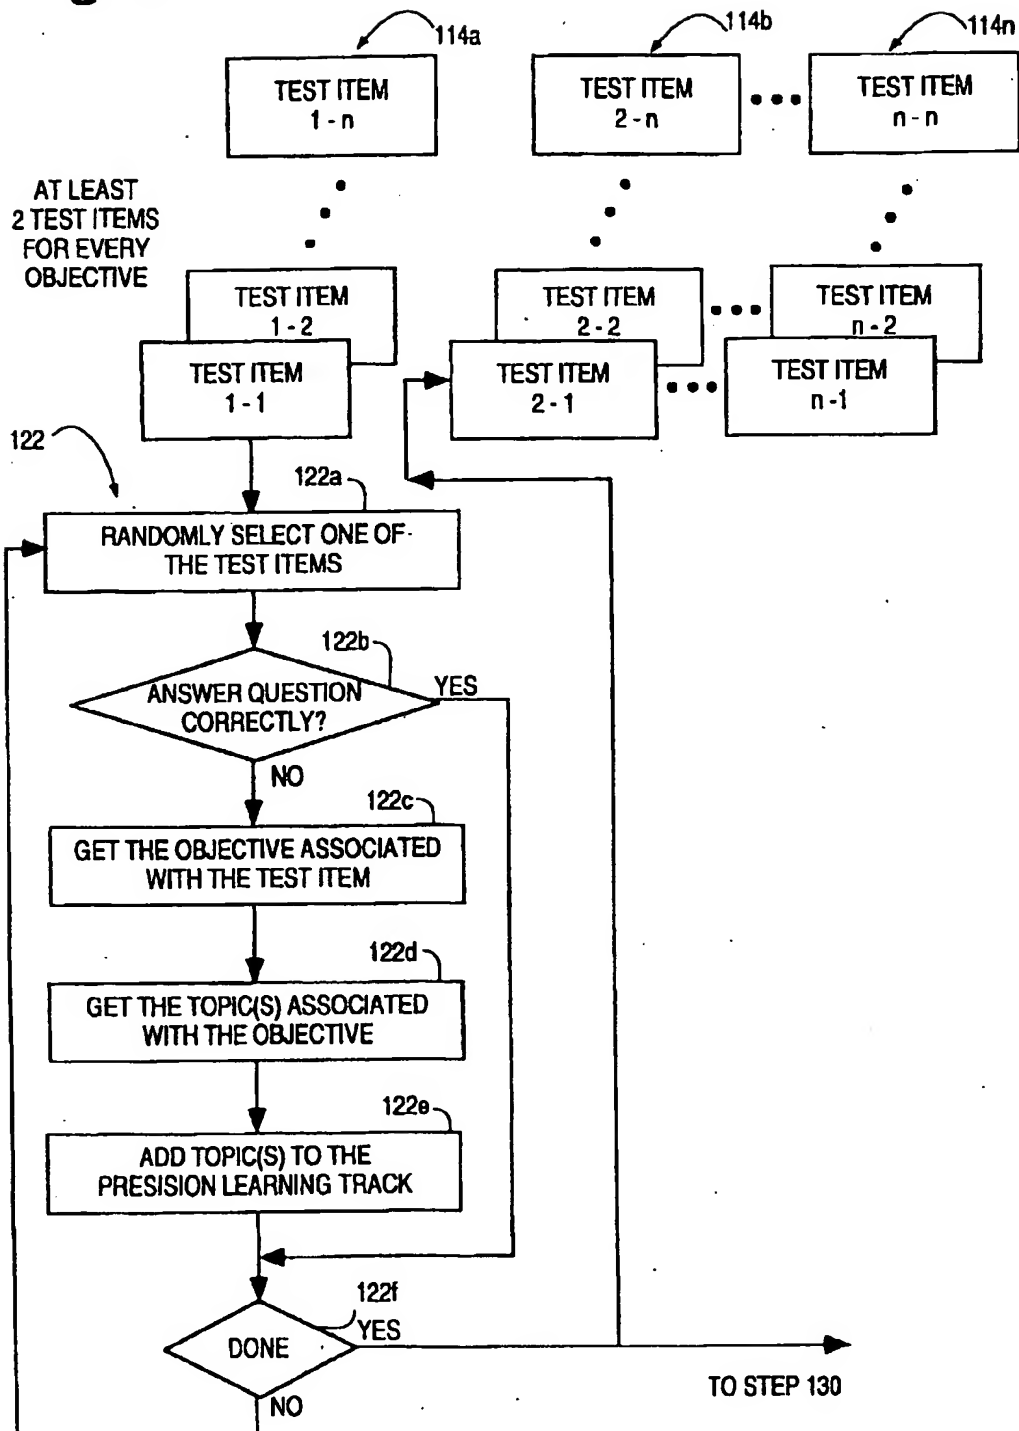 114a
114b
114n
TEST ITEM
1 - n
TEST ITEM
2 - n
TEST ITEM
n - n
AT LEAST
2 TEST ITEMS
FOR EVERY
OBJECTIVE
TEST ITEM
1 - 2
TEST ITEM
2 - 2
TEST ITEM
n - 2
TEST ITEM
1 - 1
TEST ITEM
2 - 1
TEST ITEM
n - 1
122
122a
RANDOMLY SELECT ONE OF
THE TEST ITEMS
122b
ANSWER QUESTION
CORRECTLY?
YES
NO
122c
GET THE OBJECTIVE ASSOCIATED
WITH THE TEST ITEM
122d
GET THE TOPIC(S) ASSOCIATED
WITH THE OBJECTIVE
122e
ADD TOPIC(S) TO THE
PRESISION LEARNING TRACK
122f
DONE
YES
NO
TO STEP 130